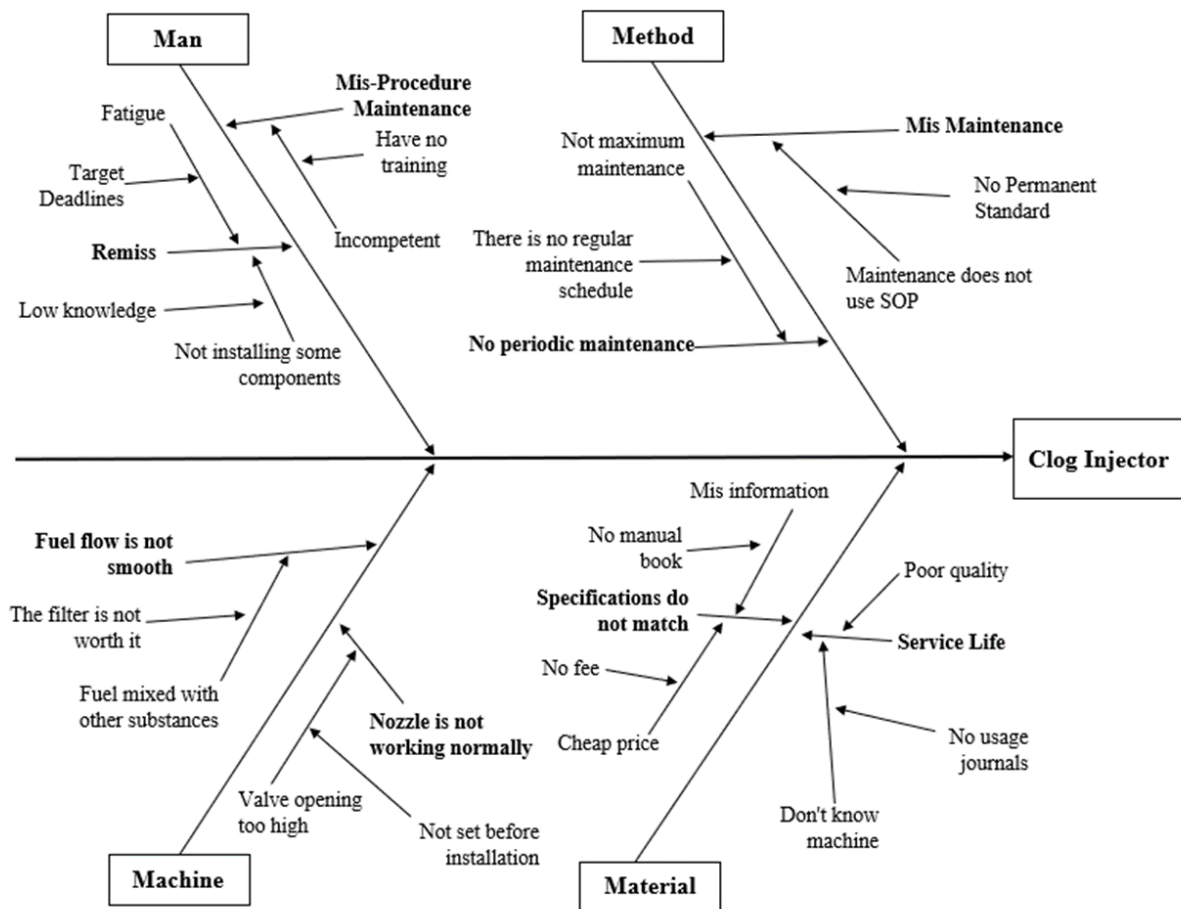 Man
Method
Mis-Procedure
Maintenance
Fatigue
Have no
training
Target
Deadlines
Remiss
Incompetent
Low knowledge
Not installing some
components
Not maximum
maintenance
Mis Maintenance
No Permanent
Standard
There is no regular
maintenance
schedule
Maintenance does not
use SOP
No periodic maintenance
Clog Injector
Fuel flow is not
smooth
The filter is not
worth it
Fuel mixed with
other substances
Nozzle is not
working normally
Valve opening
too high
Not set before
installation
Machine
Mis information
No manual
book
Specifications do
not match
Poor quality
Service Life
No fee
Cheap price
No usage
journals
Don't know
machine
Material